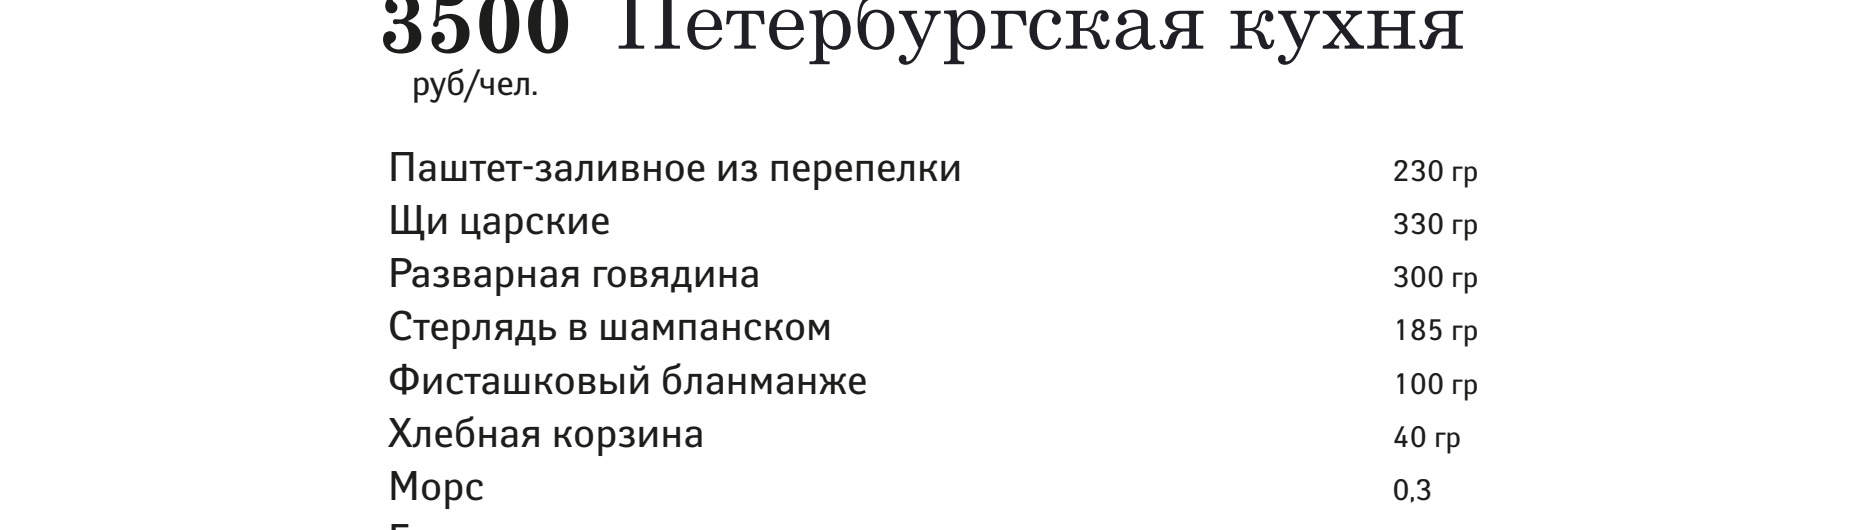 3500 Петербургская кухня
руб/чел.
Паштет-заливное из перепелки 230 гр
Щи царские 330 гр
Разварная говядина 300 гр
Стерлядь в шампанском 185 гр
Фисташковый бланманже 100 гр
Хлебная корзина 40 гр
Морс 0,3